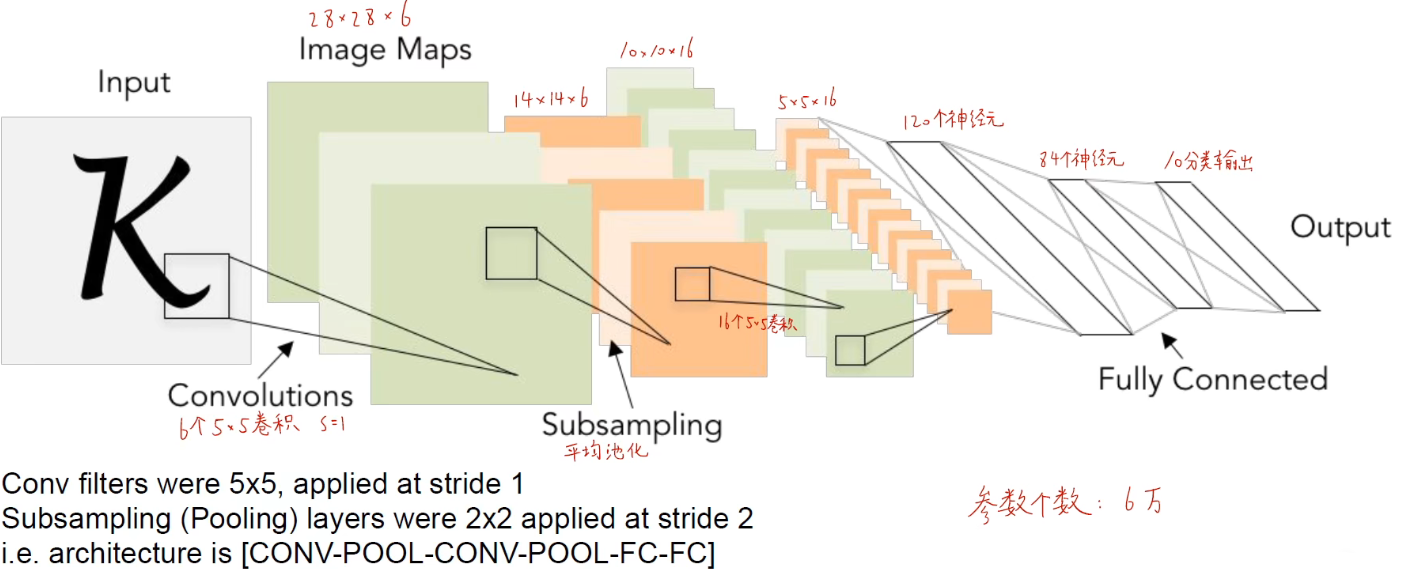 28×28×6
Image Maps
10×10×16
Input
14×14×6
5×5×16
120个神经元
84个神经元
10分类输出
Output
16个5×5卷积
Fully Connected
Convolutions
6个5×5卷积 S=1
Subsampling
平均池化
Conv filters were 5x5, applied at stride 1
Subsampling (Pooling) layers were 2x2 applied at stride 2
i.e. architecture is [CONV-POOL-CONV-POOL-FC-FC]
参数个数：6万